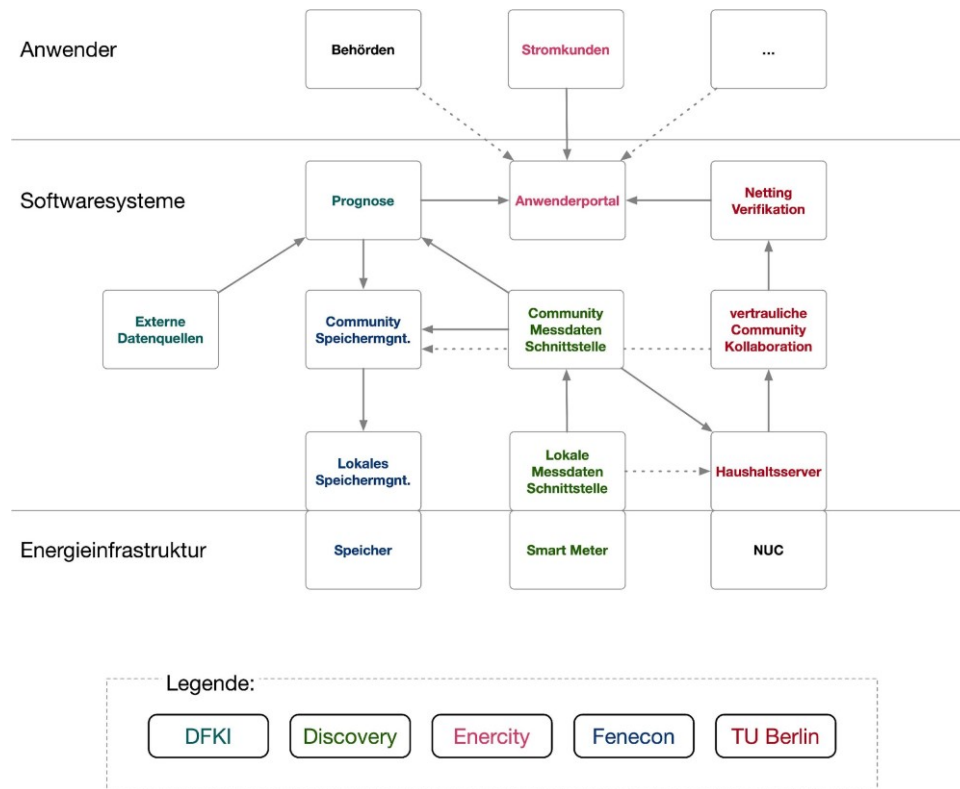 Anwender
Behörden
Stromkunden
...
Softwaresysteme
Prognose
Anwenderportal
Netting
Verifikation
Externe
Datenquellen
Community
Speichermgnt.
Community
Messdaten
Schnittstelle
vertrauliche
Community
Kollaboration
Lokales
Speichermgnt.
Lokale
Messdaten
Schnittstelle
Haushaltsserver
Energieinfrastruktur
Speicher
Smart Meter
NUC
Legende:
DFKI
Discovery
Enercity
Fenecon
TU Berlin